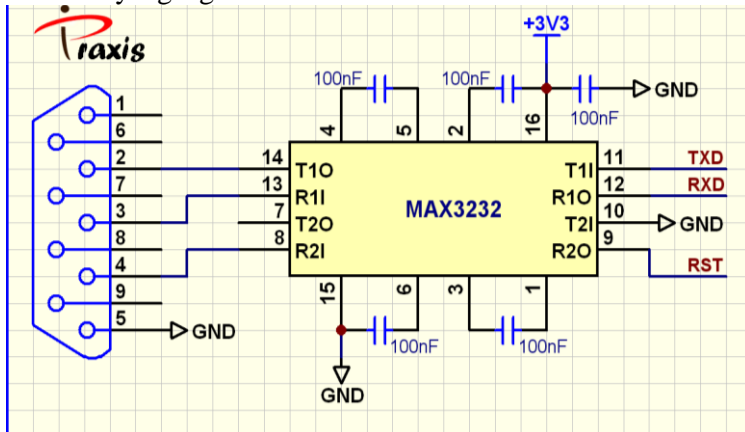 Praxis
+3V3
100nF
100nF
100nF
GND
1
6
2
7
3
8
4
9
5
GND
4
5
2
16
14
13
7
8
T1O
R1I
T2O
R2I
MAX3232
T1I
R1O
T2I
R2O
11
12
10
9
TXD
RXD
GND
RST
15
6
3
1
100nF
100nF
GND